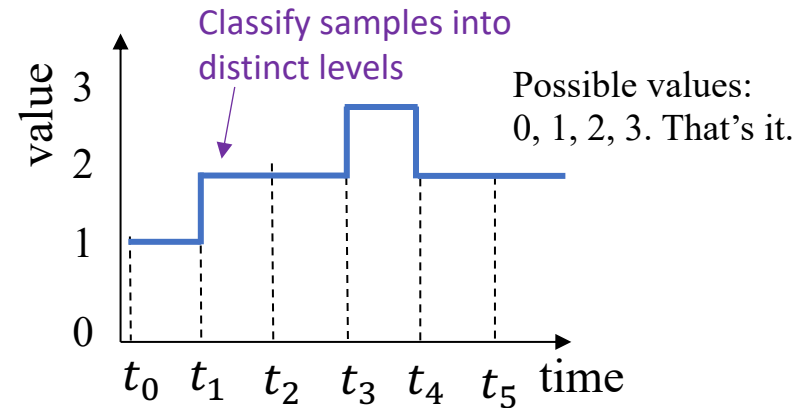 Classify samples into
distinct levels
Possible values:
0, 1, 2, 3. That’s it.
value
3
2
1
0
t₀ t₁ t₂ t₃ t₄ t₅ time